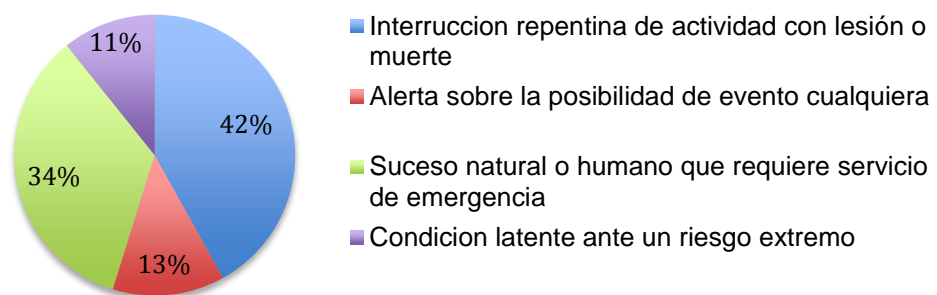 11%
42%
34%
13%
Interruccion repentina de actividad con lesión o
muerte
Alerta sobre la posibilidad de evento cualquiera
Suceso natural o humano que requiere servicio
de emergencia
Condicion latente ante un riesgo extremo